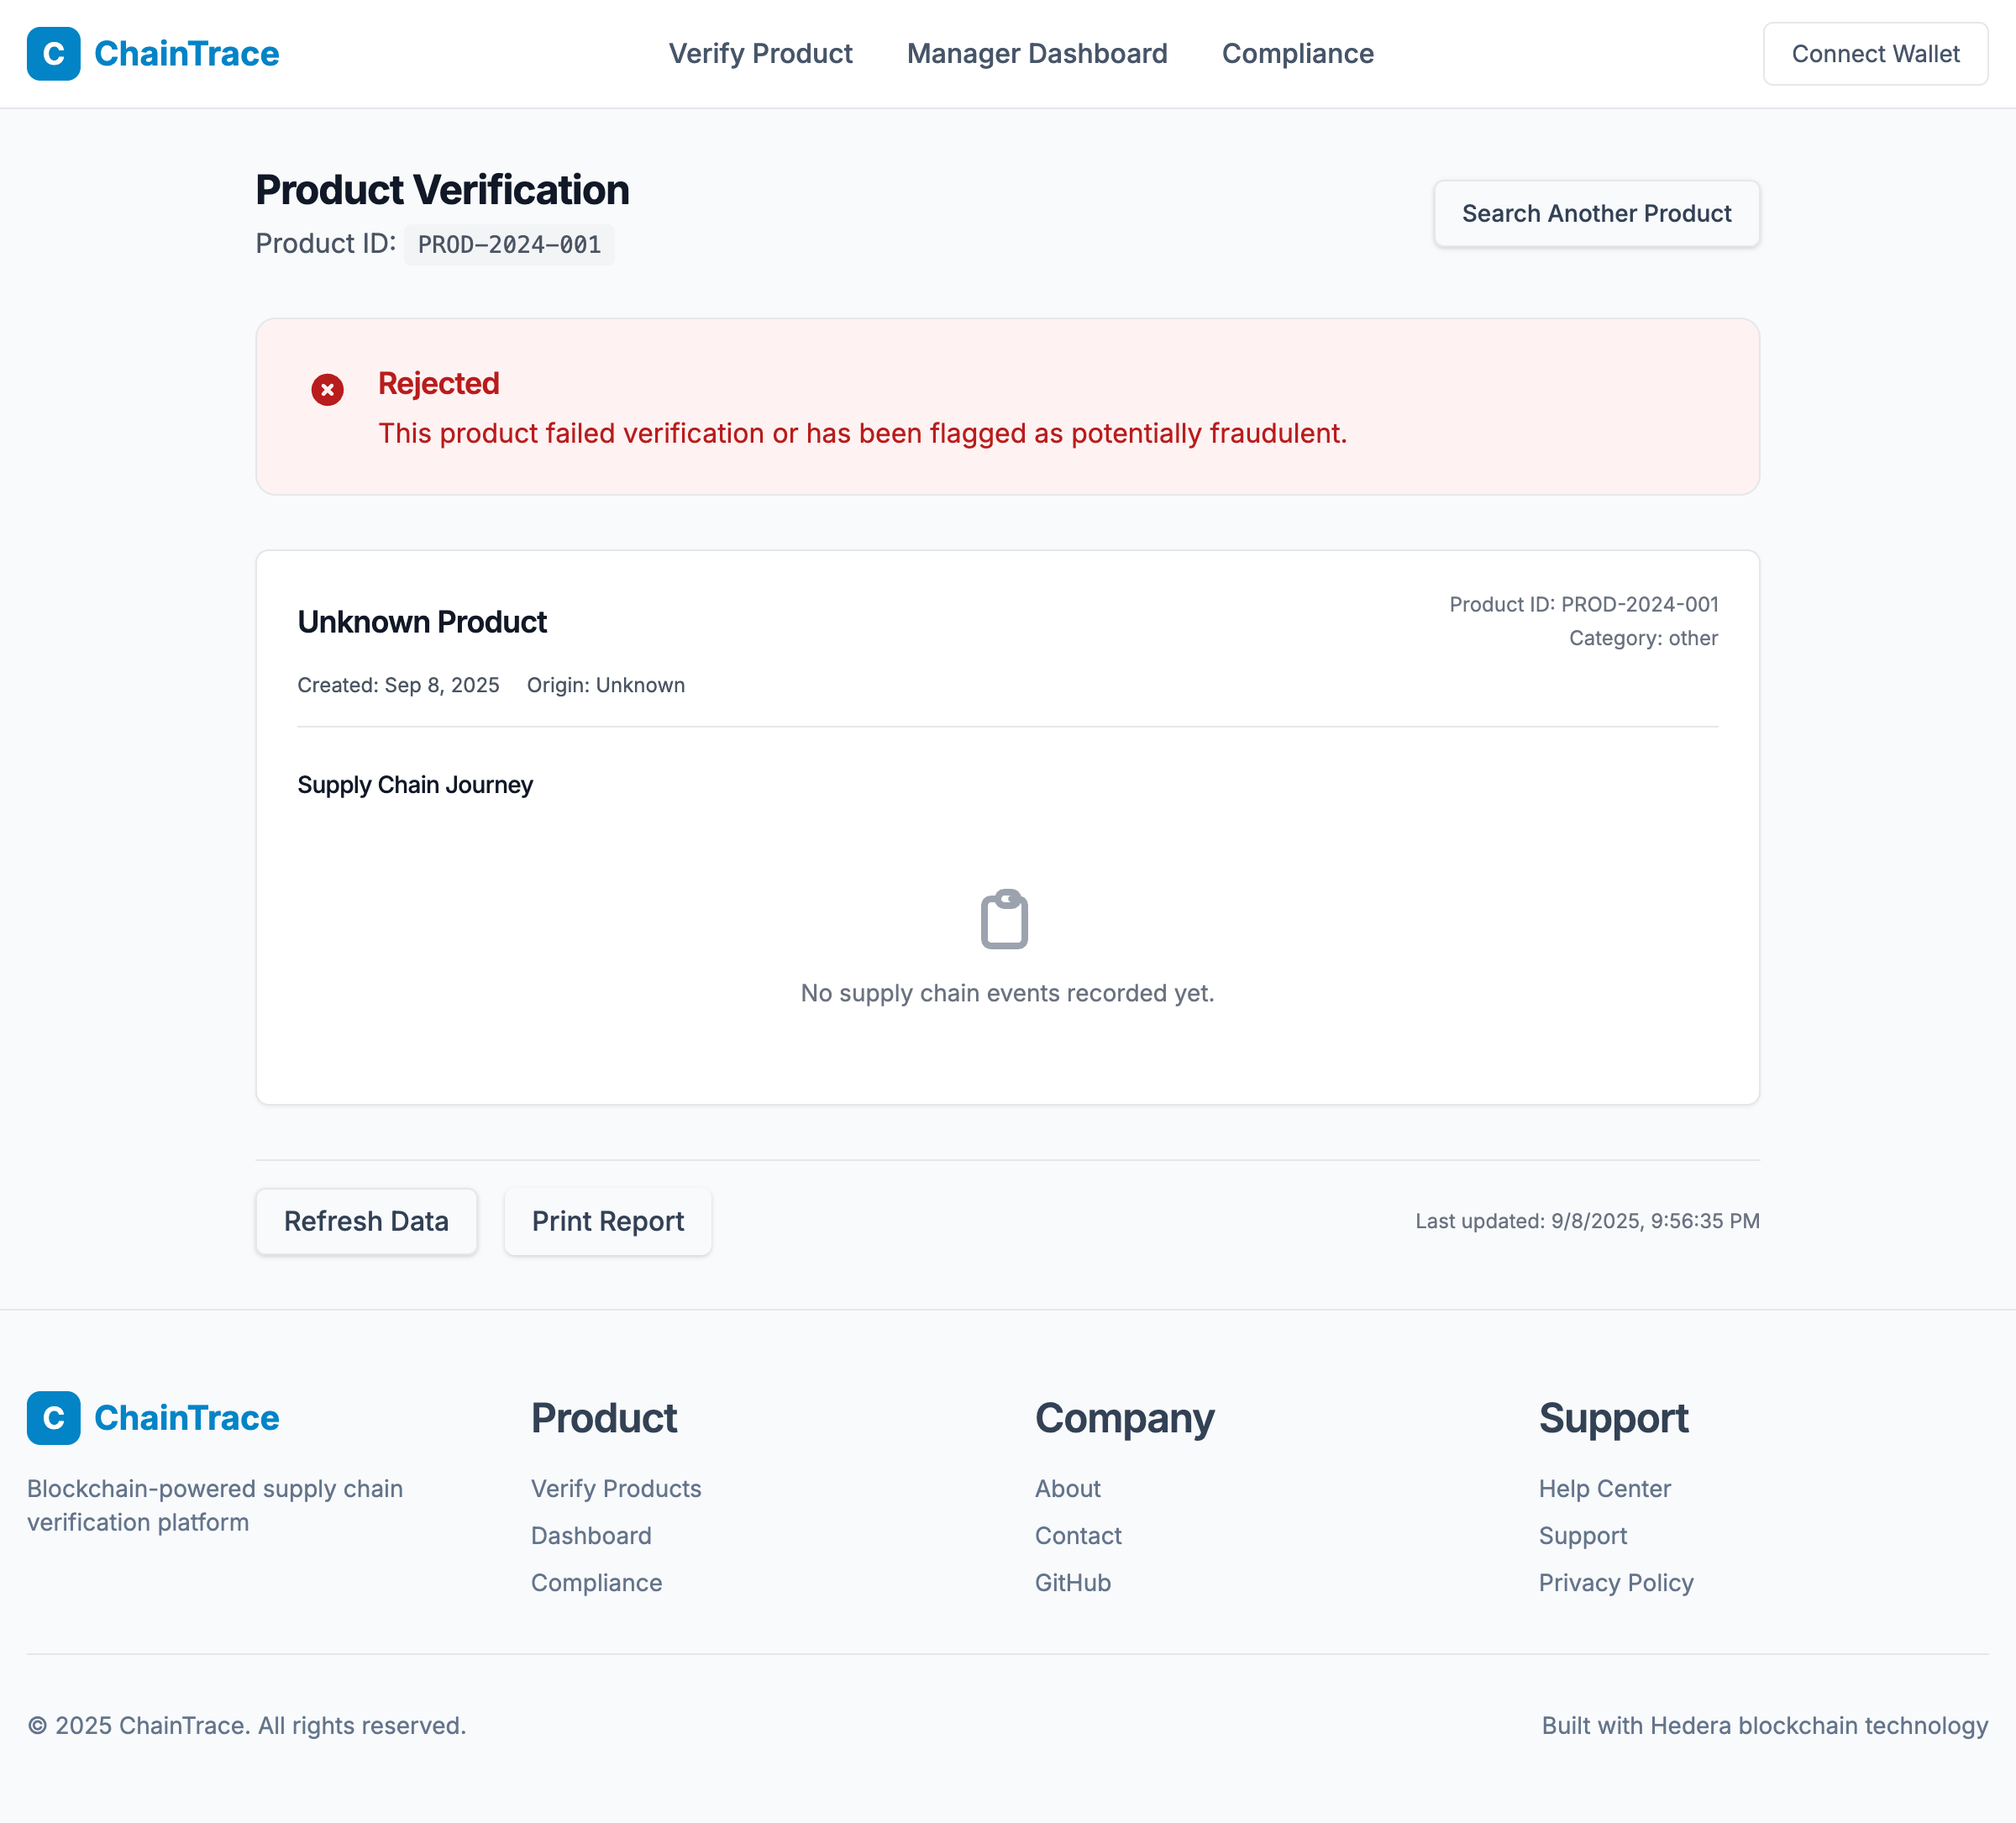 C ChainTrace
Verify Product
Manager Dashboard
Compliance
Connect Wallet
Product Verification
Product ID: PROD-2024-001
Search Another Product
Rejected
This product failed verification or has been flagged as potentially fraudulent.
Unknown Product
Product ID: PROD-2024-001
Category: other
Created: Sep 8, 2025 Origin: Unknown
Supply Chain Journey
No supply chain events recorded yet.
Refresh Data
Print Report
Last updated: 9/8/2025, 9:56:35 PM
C ChainTrace
Blockchain-powered supply chain
verification platform
Product
Verify Products
Dashboard
Compliance
Company
About
Contact
GitHub
Support
Help Center
Support
Privacy Policy
© 2025 ChainTrace. All rights reserved.
Built with Hedera blockchain technology